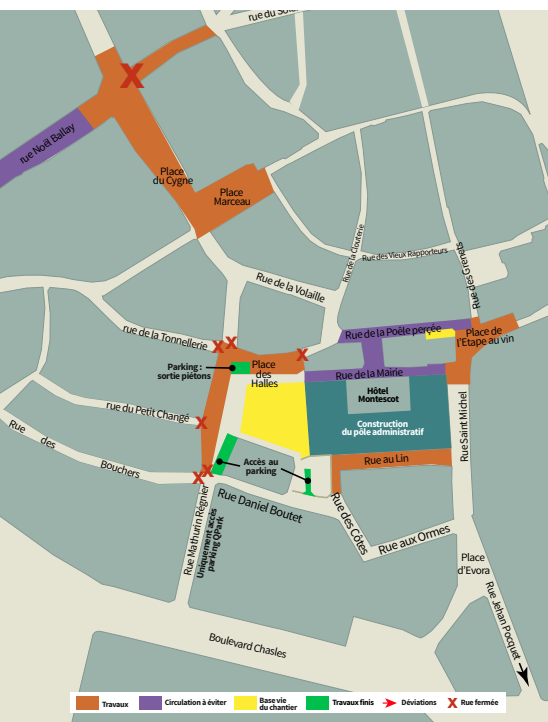 rue du So
rue Noël Ballay
Place
du Cygne
Place
Marceau
Rue de la Clouterie
Rue des Vieux Rapporteurs
Rue des Grenets
Rue de la Volaille
rue de la Tonnellerie
Rue de la Poêle percée
Place de
l'Etape au vin
Parking :
sortie piétons
Place
des
Halles
Rue de la Mairie
Hôtel
Montescot
rue du Petit Changé
Construction
du pôle administratif
Rue Saint Michel
Rue des Bouchers
Accès au
parking
Rue au Lin
Rue Mathurin Régnier
Uniquement accès
parking QPark
Rue Daniel Boutet
Rue des Côtes
Rue aux Ormes
Place
d'Evora
Rue Jehan Pocquet
Boulevard Chasles
Travaux
Circulation à éviter
Base vie
du chantier
Travaux finis
Déviations
X Rue fermée